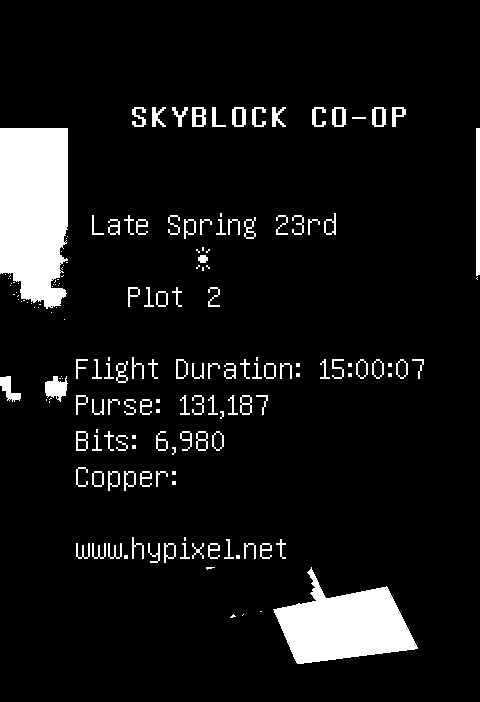 SKYBLOCK CO-OP
Late Spring 23rd
Plot 2
Flight Duration: 15:00:07
Purse: 131,187
Bits: 6,980
Copper:
www.hypixel.net